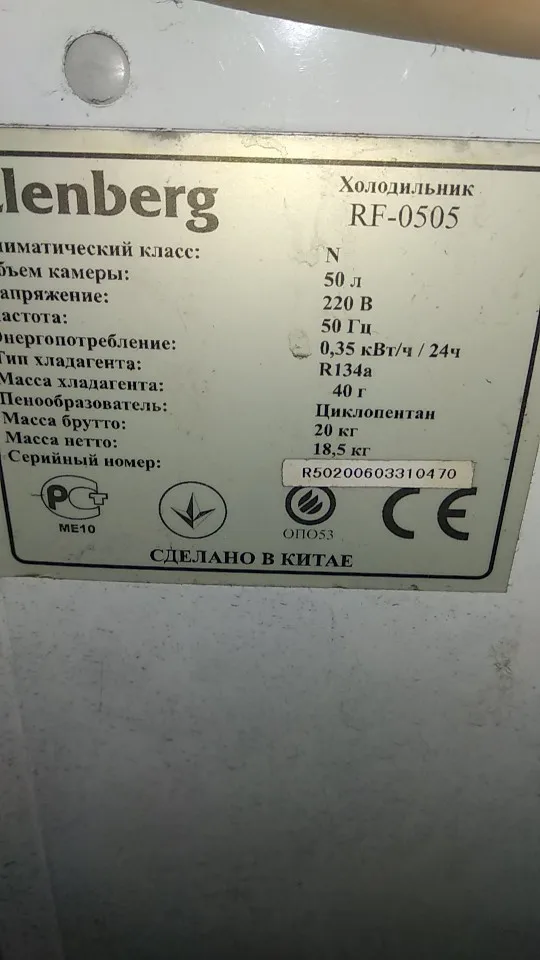 lenberg
Холодильник
RF-0505
лиматический класс: N
бъем камеры: 50 л
апряжение: 220 В
астота: 50 Гц
нергопотребление: 0,35 кВт/ч / 24ч
Тип хладагента: R134a
Масса хладагента: 40 г
Пенообразователь: Циклопентан
Масса брутто: 20 кг
Масса нетто: 18,5 кг
Серийный номер: R50200603310470
РСТ
МЕ10
ОПО53
CE
СДЕЛАНО В КИТАЕ